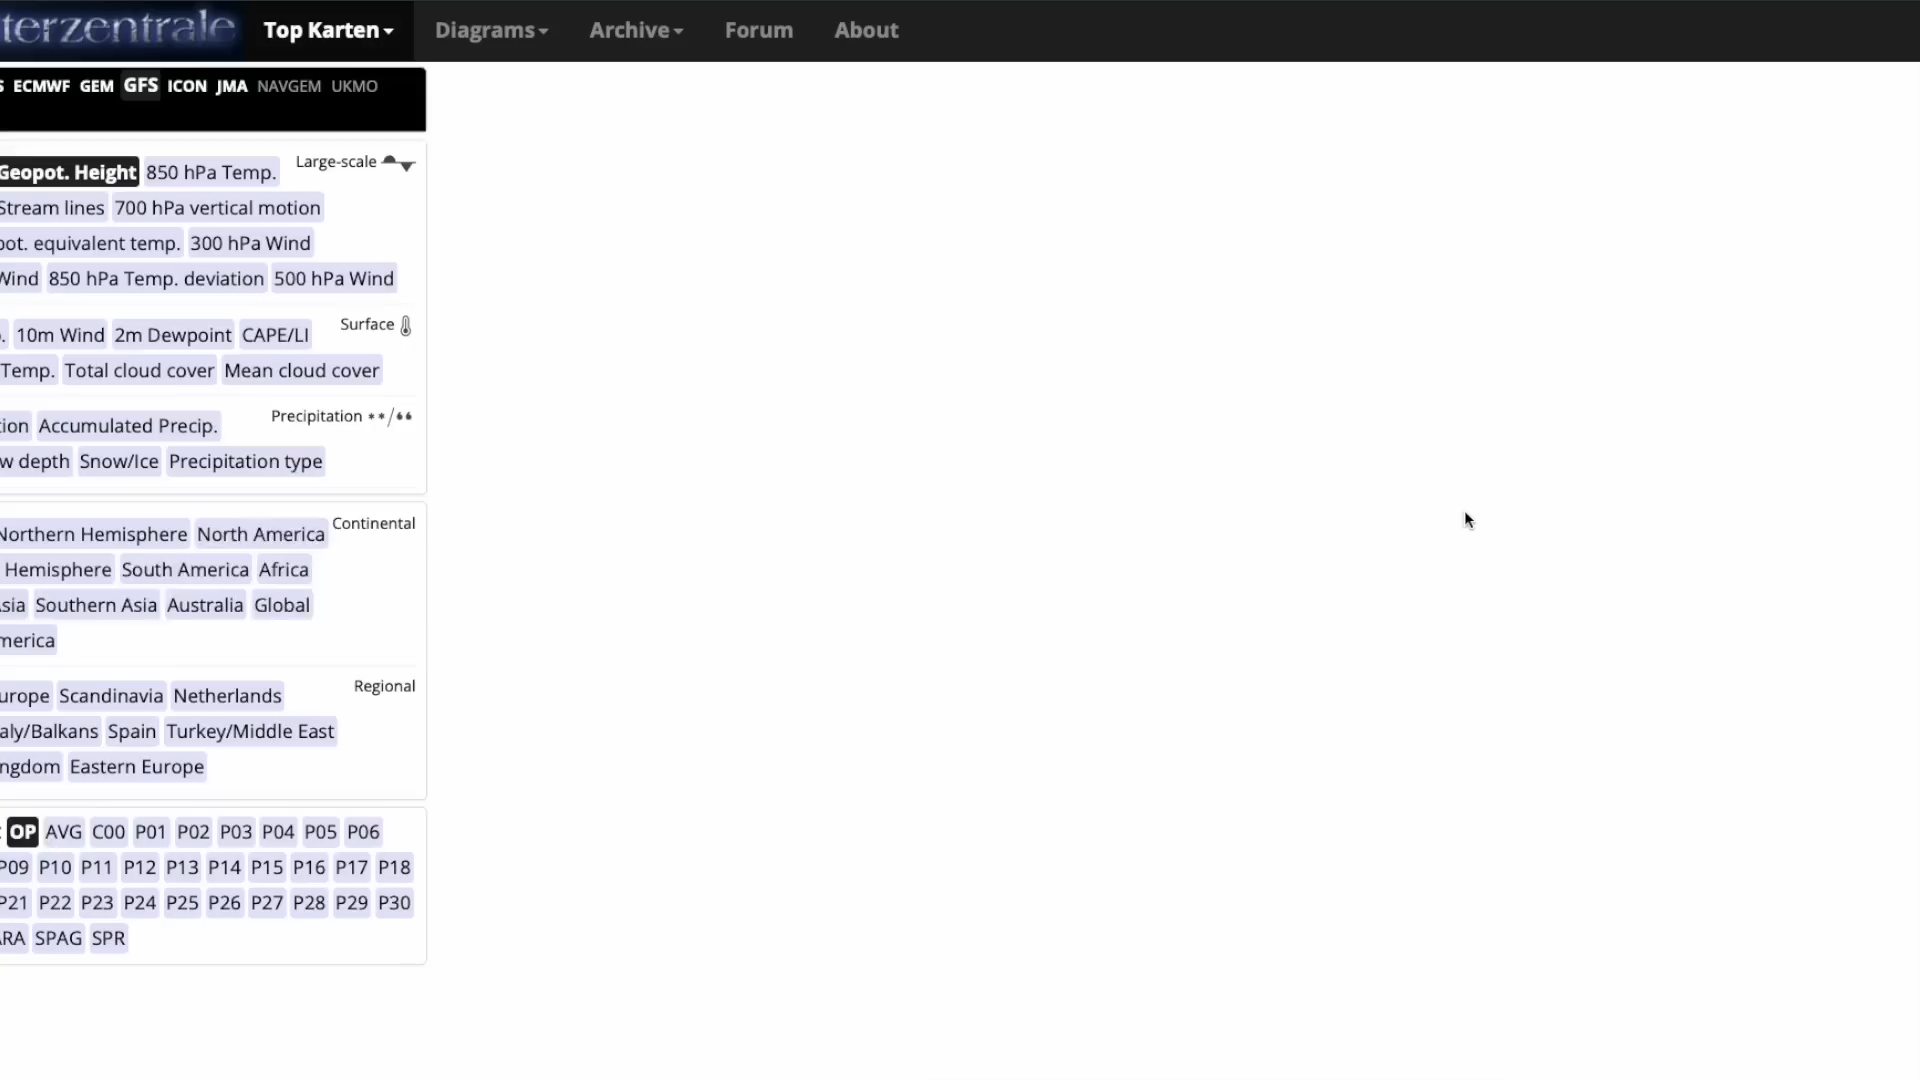 terzentrale Top Karten Diagrams Archive Forum About
S ECMWF GEM GFS ICON JMA NAVGEM UKMO
Large-scale
Geopot. Height 850 hPa Temp.
Stream lines 700 hPa vertical motion
pot. equivalent temp. 300 hPa Wind
Wind 850 hPa Temp. deviation 500 hPa Wind
Surface
. 10m Wind 2m Dewpoint CAPE/LI
Temp. Total cloud cover Mean cloud cover
Precipitation **/
tion Accumulated Precip.
w depth Snow/Ice Precipitation type
Continental
Northern Hemisphere North America
Hemisphere South America Africa
Asia Southern Asia Australia Global
merica
Regional
urope Scandinavia Netherlands
aly/Balkans Spain Turkey/Middle East
ngdom Eastern Europe
: OP AVG C00 P01 P02 P03 P04 P05 P06
P09 P10 P11 P12 P13 P14 P15 P16 P17 P18
P21 P22 P23 P24 P25 P26 P27 P28 P29 P30
ARA SPAG SPR